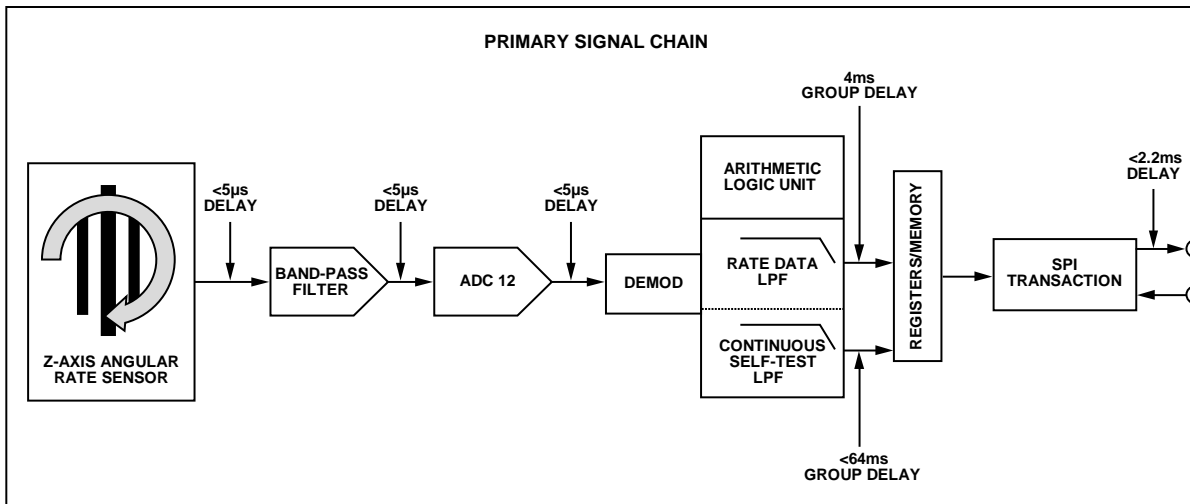 PRIMARY SIGNAL CHAIN
4ms
GROUP DELAY
<5µs
DELAY
<5µs
DELAY
<5µs
DELAY
<2.2ms
DELAY
Z-AXIS ANGULAR
RATE SENSOR
BAND-PASS
FILTER
ADC 12
DEMOD
ARITHMETIC
LOGIC UNIT
RATE DATA
LPF
CONTINUOUS
SELF-TEST
LPF
REGISTERS/MEMORY
SPI
TRANSACTION
<64ms
GROUP DELAY